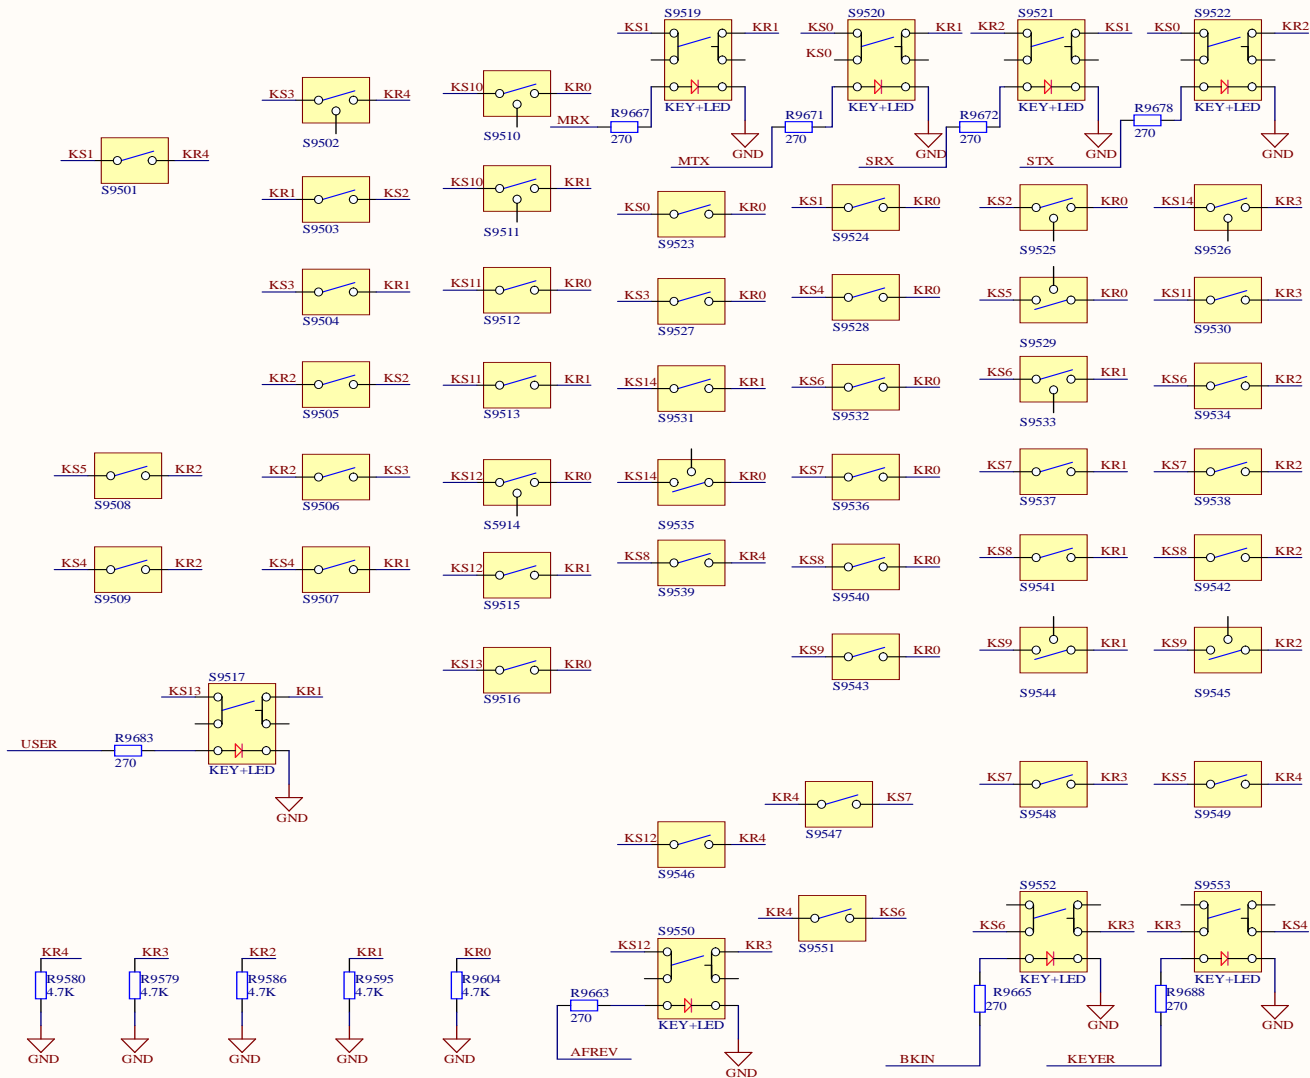 S9519
S9520
S9521
S9522
KS1
KR1
KS0
KR1
KS0
KR2
KS1
KS0
KR2
KEY+LED
KEY+LED
KEY+LED
KEY+LED
KS3
KR4
S9502
KS10
KR0
S9510
MRX
R9667
270
MTX
R9671
270
GND
SRX
R9672
270
GND
STX
R9678
270
GND
GND
KS1
KR4
S9501
KR1
KS2
S9503
KS10
KR1
S9511
KS0
KR0
S9523
KS1
KR0
S9524
KS2
KR0
S9525
KS14
KR3
S9526
KS3
KR1
S9504
KS11
KR0
S9512
KS3
KR0
S9527
KS4
KR0
S9528
KS5
KR0
S9529
KS11
KR3
S9530
KR2
KS2
S9505
KS11
KR1
S9513
KS14
KR1
S9531
KS6
KR0
S9532
KS6
KR1
S9533
KS6
KR2
S9534
KS5
KR2
S9508
KR2
KS3
S9506
KS12
KR0
S5914
KS14
KR0
S9535
KS7
KR0
S9536
KS7
KR1
S9537
KS7
KR2
S9538
KS4
KR2
S9509
KS4
KR1
S9507
KS12
KR1
S9515
KS8
KR4
S9539
KS8
KR0
S9540
KS8
KR1
S9541
KS8
KR2
S9542
KS13
KR0
S9516
KS9
KR0
S9543
KS9
KR1
S9544
KS9
KR2
S9545
S9517
KS13
KR1
USER
R9683
270
KEY+LED
GND
KR4
KS7
S9547
KS7
KR3
S9548
KS5
KR4
S9549
KS12
KR4
S9546
KR4
KS6
S9551
S9552
KS6
KR3
KEY+LED
S9553
KR3
KS4
KEY+LED
S9550
KS12
KR3
R9663
270
KEY+LED
AFREV
GND
R9665
270
BKIN
GND
R9688
270
KEYER
GND
KR4
R9580
4.7K
GND
KR3
R9579
4.7K
GND
KR2
R9586
4.7K
GND
KR1
R9595
4.7K
GND
KR0
R9604
4.7K
GND